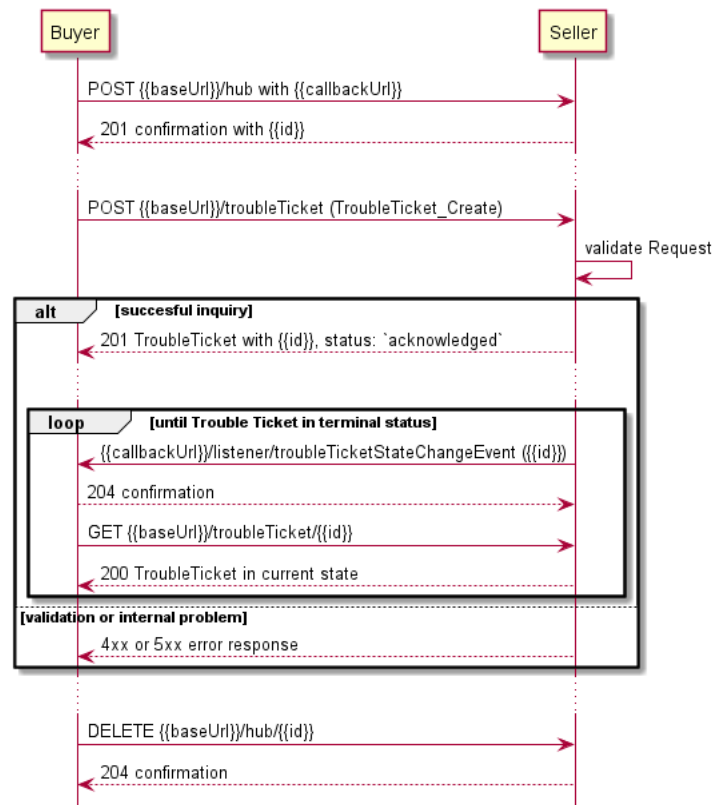 Buyer
Seller
POST {{baseUrl}}/hub with {{callbackUrl}}
201 confirmation with {{id}}
POST {{baseUrl}}/troubleTicket (TroubleTicket_Create)
validate Request
alt [succesful inquiry]
201 TroubleTicket with {{id}}, status: `acknowledged`
loop [until Trouble Ticket in terminal status]
{{callbackUrl}}/listener/troubleTicketStateChangeEvent ({{id}})
204 confirmation
GET {{baseUrl}}/troubleTicket/{{id}}
200 TroubleTicket in current state
[validation or internal problem]
4xx or 5xx error response
DELETE {{baseUrl}}/hub/{{id}}
204 confirmation